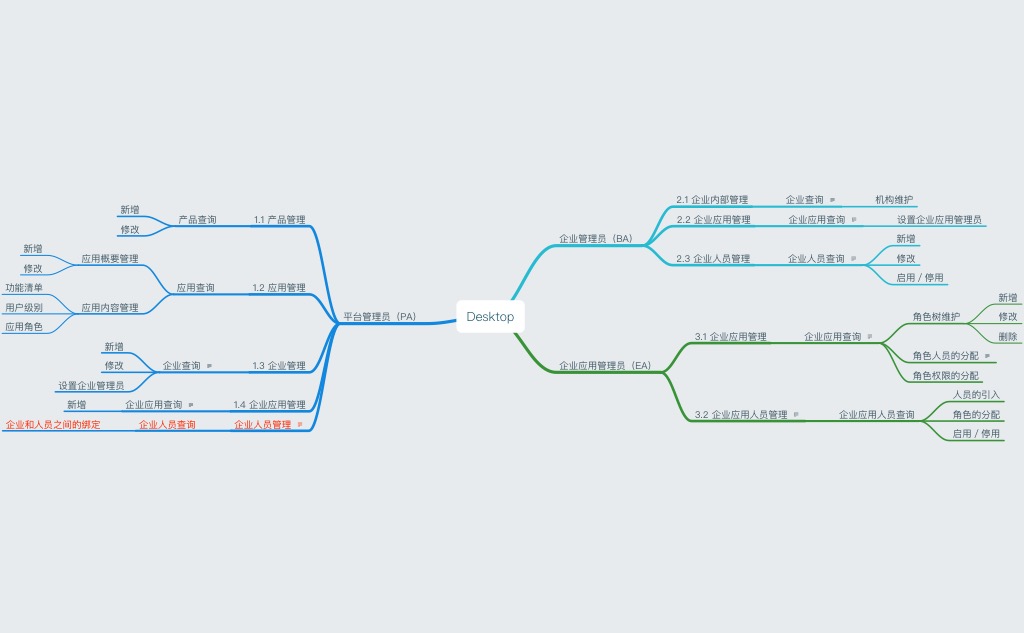 Desktop
平台管理员（PA）
1.1 产品管理
产品查询
新增
修改
1.2 应用管理
应用查询
应用概要管理
新增
修改
应用内容管理
功能清单
用户级别
应用角色
1.3 企业管理
企业查询
新增
修改
设置企业管理员
1.4 企业应用管理
企业应用查询
新增
企业人员管理
企业人员查询
企业和人员之间的绑定
企业管理员（BA）
2.1 企业内部管理
企业查询
机构维护
2.2 企业应用管理
企业应用查询
设置企业应用管理员
2.3 企业人员管理
企业人员查询
新增
修改
启用 / 停用
企业应用管理员（EA）
3.1 企业应用管理
企业应用查询
角色树维护
新增
修改
删除
角色人员的分配
角色权限的分配
3.2 企业应用人员管理
企业应用人员查询
人员的引入
角色的分配
启用 / 停用